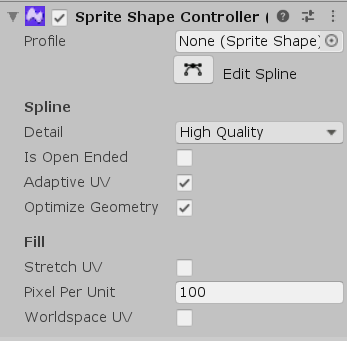 Sprite Shape Controller (
Profile None (Sprite Shape)
Edit Spline
Spline
Detail High Quality
Is Open Ended
Adaptive UV
Optimize Geometry
Fill
Stretch UV
Pixel Per Unit 100
Worldspace UV